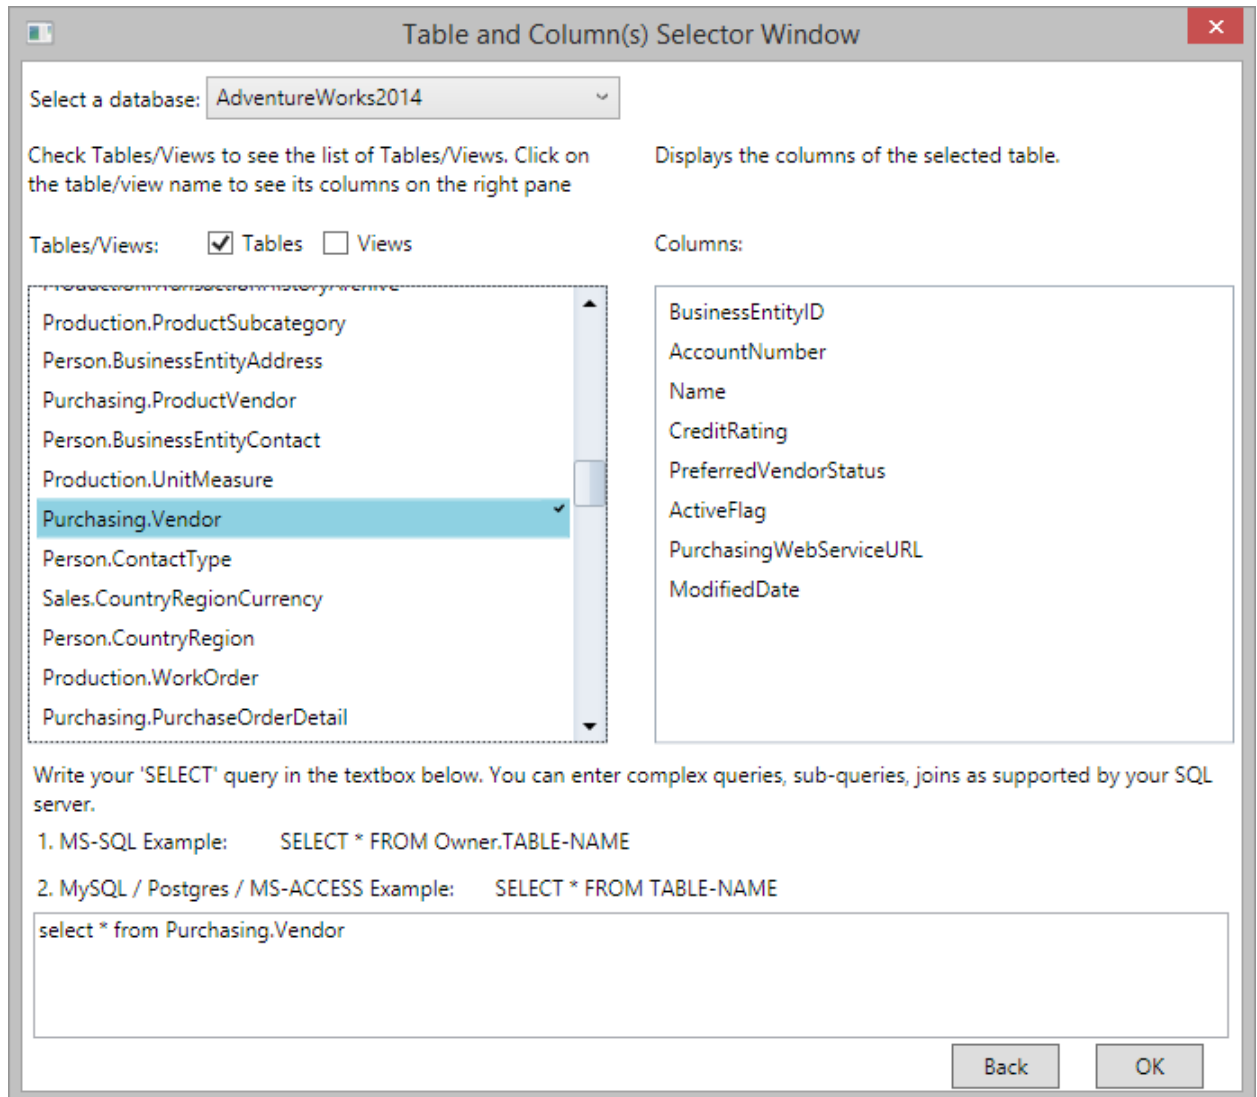 Table and Column(s) Selector Window
Select a database: AdventureWorks2014
Check Tables/Views to see the list of Tables/Views. Click on
the table/view name to see its columns on the right pane
Displays the columns of the selected table.
Tables/Views: Tables Views
Columns:
Production.TransactionHistoryArchive
Production.ProductSubcategory
Person.BusinessEntityAddress
Purchasing.ProductVendor
Person.BusinessEntityContact
Production.UnitMeasure
Purchasing.Vendor
Person.ContactType
Sales.CountryRegionCurrency
Person.CountryRegion
Production.WorkOrder
Purchasing.PurchaseOrderDetail
BusinessEntityID
AccountNumber
Name
CreditRating
PreferredVendorStatus
ActiveFlag
PurchasingWebServiceURL
ModifiedDate
Write your 'SELECT' query in the textbox below. You can enter complex queries, sub-queries, joins as supported by your SQL
server.
1. MS-SQL Example: SELECT * FROM Owner.TABLE-NAME
2. MySQL / Postgres / MS-ACCESS Example: SELECT * FROM TABLE-NAME
select * from Purchasing.Vendor
Back OK